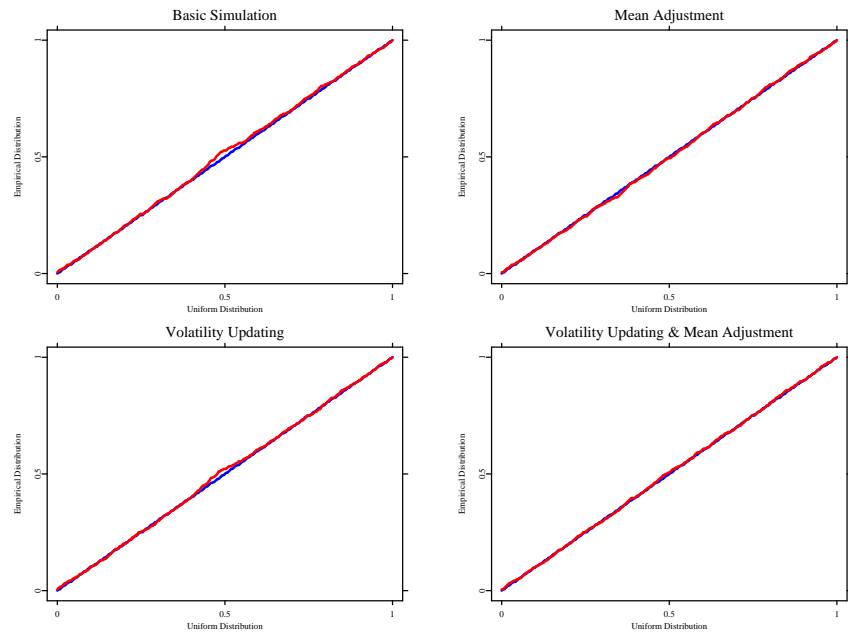 Basic Simulation
Empirical Distribution
1
0.5
0
0
0.5
1
Uniform Distribution
Mean Adjustment
Empirical Distribution
1
0.5
0
0
0.5
1
Uniform Distribution
Volatility Updating
Empirical Distribution
1
0.5
0
0
0.5
1
Uniform Distribution
Volatility Updating & Mean Adjustment
Empirical Distribution
1
0.5
0
0
0.5
1
Uniform Distribution